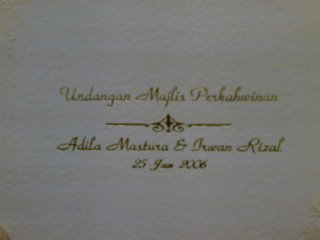 Undangan Majlis Perkahwinan
Adila Mastura & Irwan Rizal
25 Jun 2006